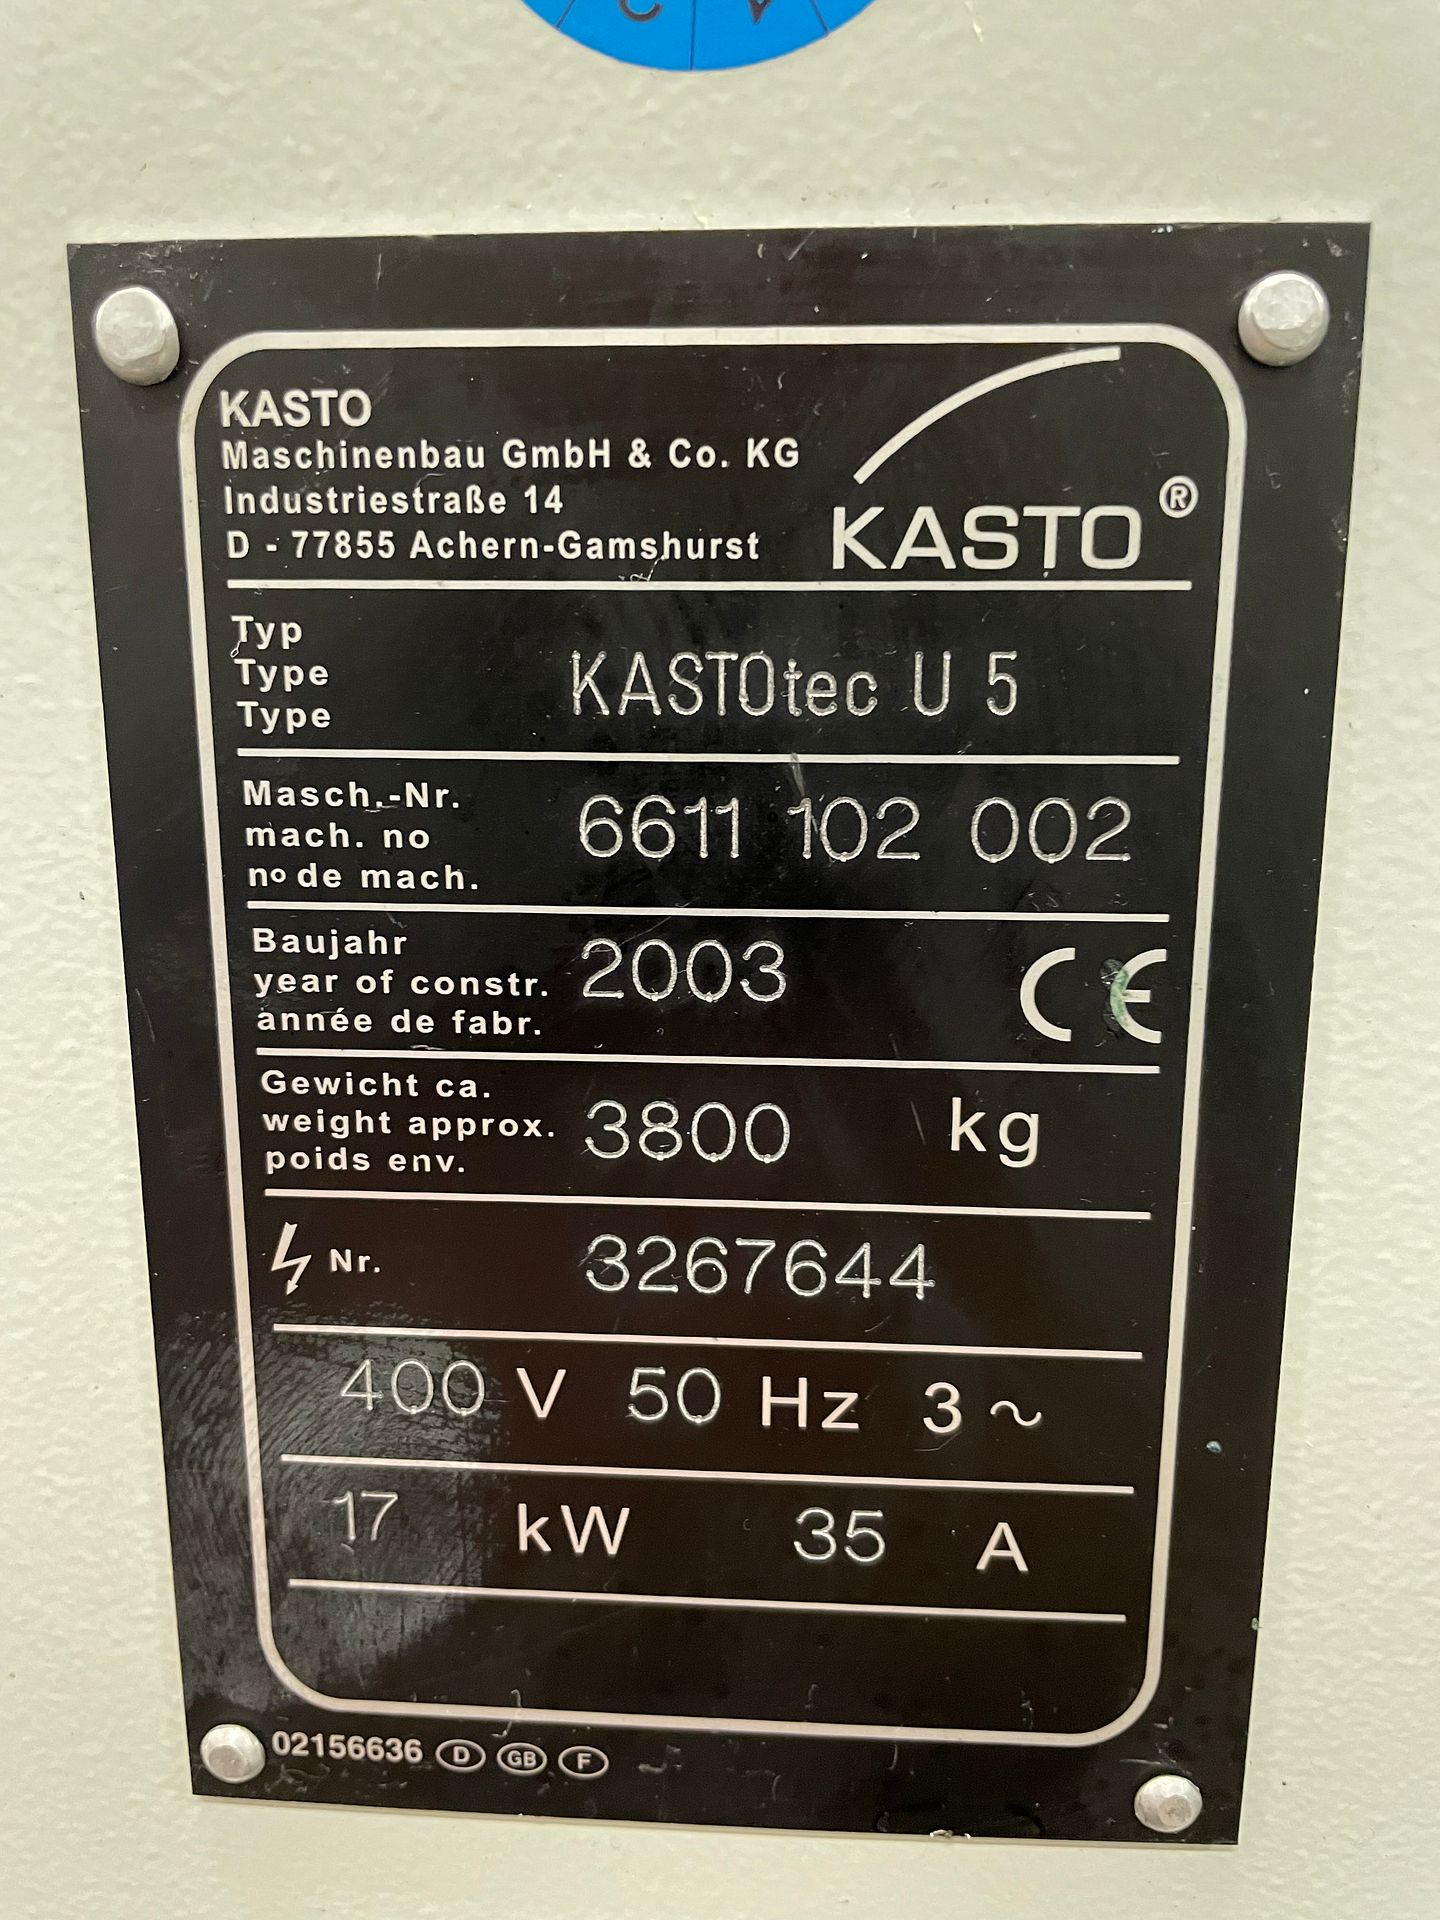 KASTO
Maschinenbau GmbH & Co. KG
Industriestraße 14
D - 77855 Achern-Gamshurst
KASTO®
Typ
Type
Type
KASTOtec U 5
Masch.-Nr.
mach. no
no de mach.
6611 102 002
Baujahr
year of constr.
année de fabr.
2003
CE
Gewicht ca.
weight approx.
poids env.
3800 kg
Nr. 3267644
400 V 50 Hz 3 ~
17 kW 35 A
02156636 D GB F